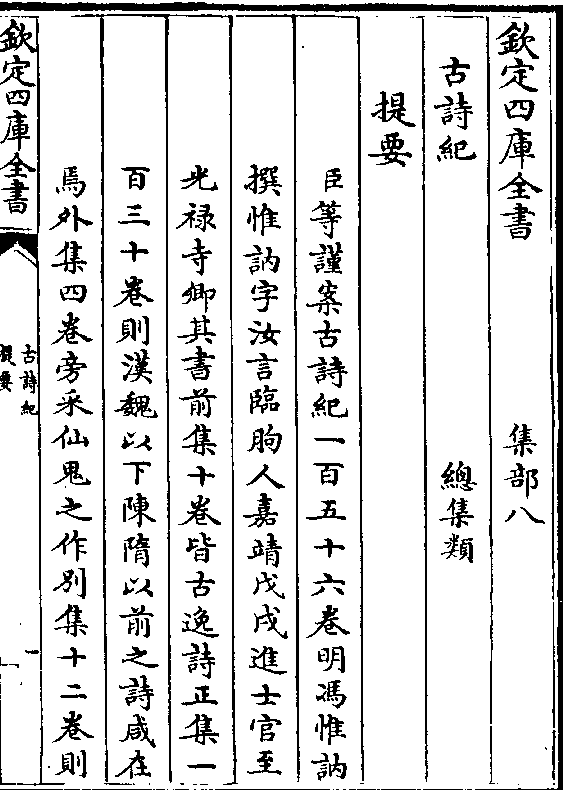 欽定四庫全書　集部八
古詩紀　總集類
提要
臣等謹案古詩紀一百五十六卷明馮惟訥
撰惟訥字汝言臨朐人嘉靖戊戌進士官至
光禄寺卿其書前集十卷皆古逸詩正集一
百三十卷則漢魏以下陳隋以前之詩咸在
焉外集四卷旁采仙鬼之作别集十二卷則
欽定四庫全書
古詩紀
提要
一